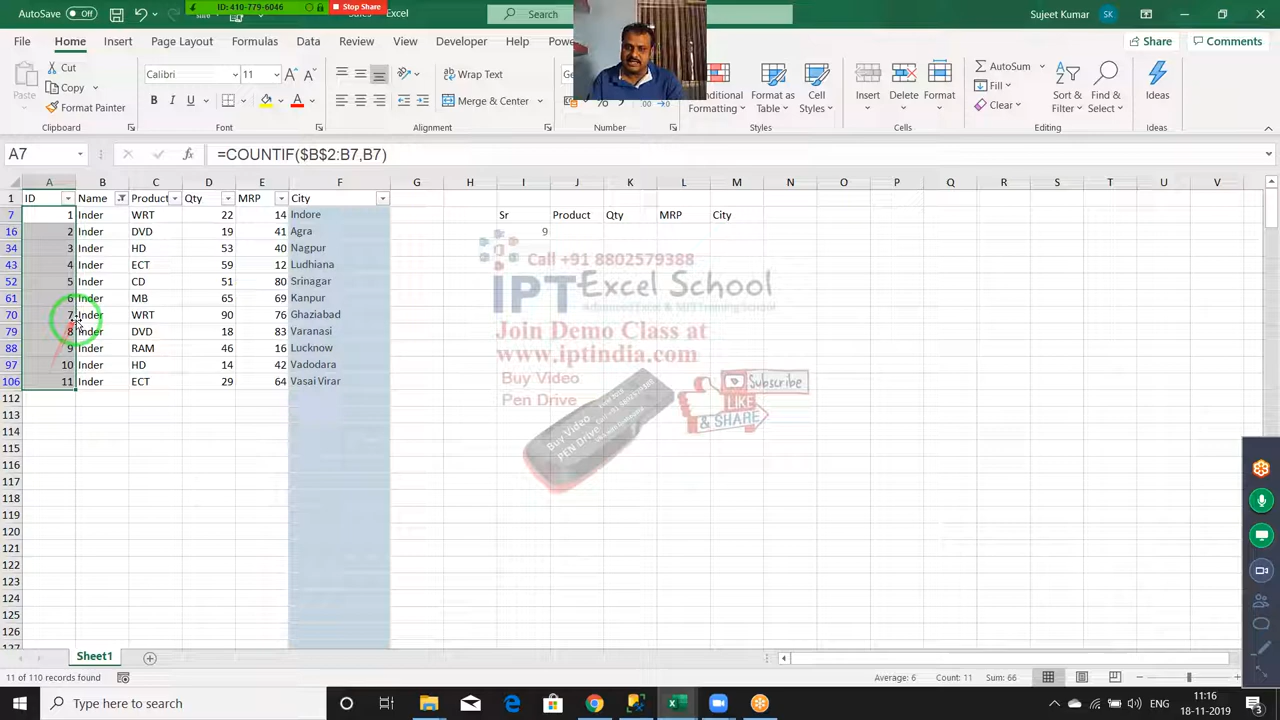 ID: 410-779-6046
Stop Share
AutoSave
Off
Sales
Excel
Search
Sujeet Kumar
SK
File
Home
Insert
Page Layout
Formulas
Data
Review
View
Developer
Help
Share
Comments
Paste
Cut
Copy
Format Painter
Clipboard
Calibri
11
Font
Wrap Text
Merge & Center
Alignment
Number
Conditional Formatting
Format as Table
Cell Styles
Styles
Insert
Delete
Format
Cells
AutoSum
Fill
Clear
Sort & Filter
Find & Select
Editing
Ideas
Ideas
A7
=COUNTIF($B$2:B7,B7)
A B C D E F G H I J K L M N O P Q R S T U V
1 ID Name Product Qty MRP City
7 1 Inder WRT 22 14 Indore Sr Product Qty MRP City
16 2 Inder DVD 19 41 Agra 9
34 3 Inder HD 53 40 Nagpur
43 4 Inder ECT 59 12 Ludhiana
52 5 Inder CD 51 80 Srinagar
61 6 Inder MB 65 69 Kanpur
70 7 Inder WRT 90 76 Ghaziabad
79 8 Inder DVD 18 83 Varanasi
88 9 Inder RAM 46 16 Lucknow
97 10 Inder HD 14 42 Vadodara
106 11 Inder ECT 29 64 Vasai Virar
112
113
114
115
116
117
118
119
120
121
122
123
124
125
126
127
Call +91 8802579388
IPT Excel School
Advanced Excel & MIS Training School
Join Demo Class at
www.iptindia.com
Buy Video
Pen Drive
Buy Video
PEN Drive
Subscribe
LIKE
& SHARE
Sheet1
11 of 110 records found
Average: 6 Count: 11 Sum: 66
100%
Type here to search
ENG
11:16
18-11-2019